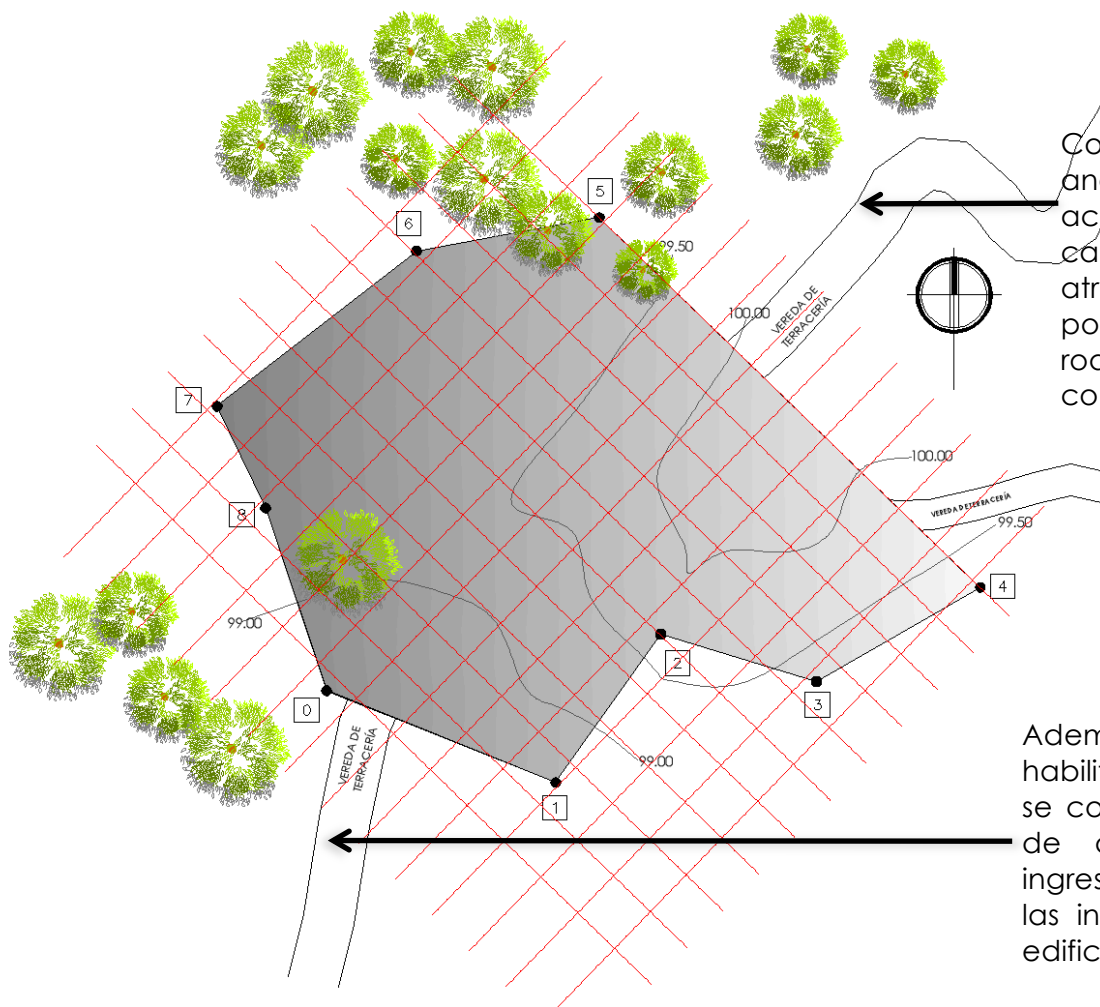 5
6
99.50
100.00
VEREDA DE
TERRACERÍA
7
100.00
8
VEREDA DE TERRACERÍA
99.50
4
99.00
2
3
0
VEREDA DE
TERRACERÍA
99.00
1
Co
and
ac
ca
atr
po
roc
co
Adem
habilit
se co
de
ingres
las in
edific